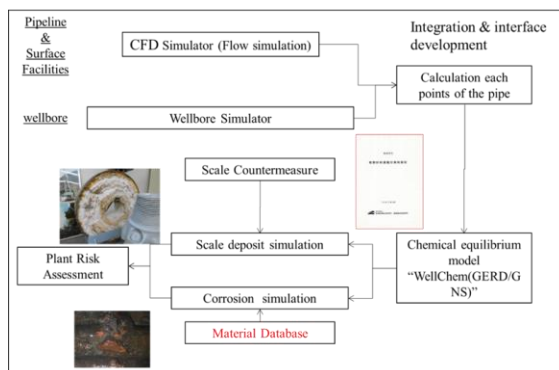 Pipeline
&
Surface
Facilities
Integration & interface
development
CFD Simulator (Flow simulation)
Calculation each
points of the pipe
wellbore
Wellbore Simulator
Scale Countermeasure
Scale deposit simulation
Plant Risk
Assessment
Chemical equilibrium
model
"WellChem(GERD/G
NS)"
Corrosion simulation
Material Database